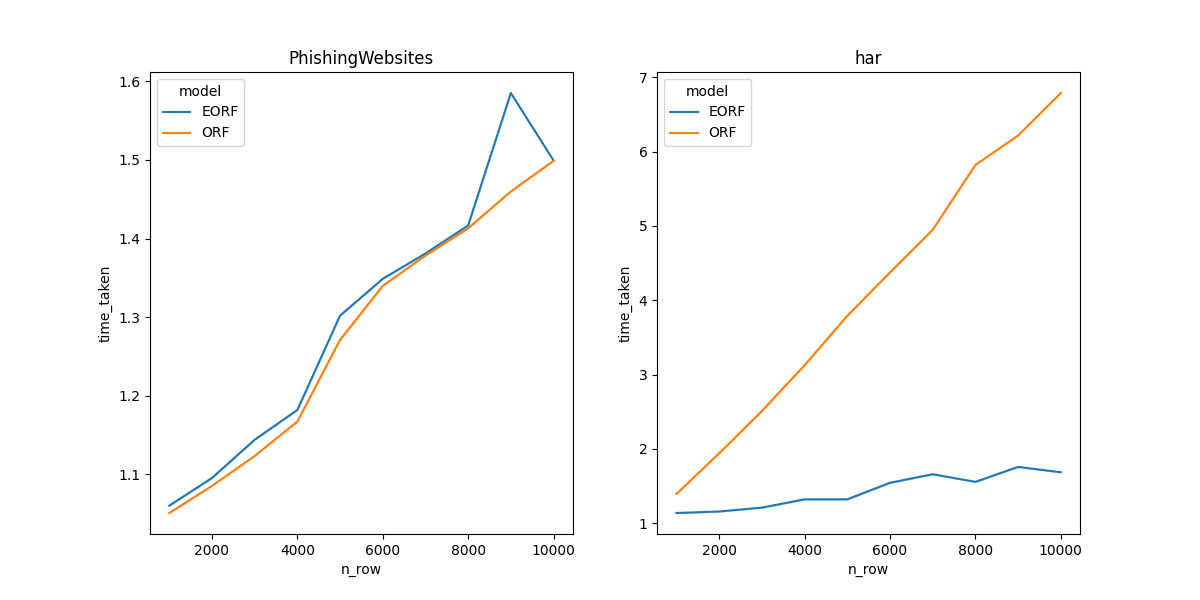 PhishingWebsites
model
EORF
ORF
1.6
1.5
1.4
1.3
1.2
1.1
time_taken
2000 4000 6000 8000 10000
n_row
har
model
EORF
ORF
7
6
5
4
3
2
1
time_taken
2000 4000 6000 8000 10000
n_row